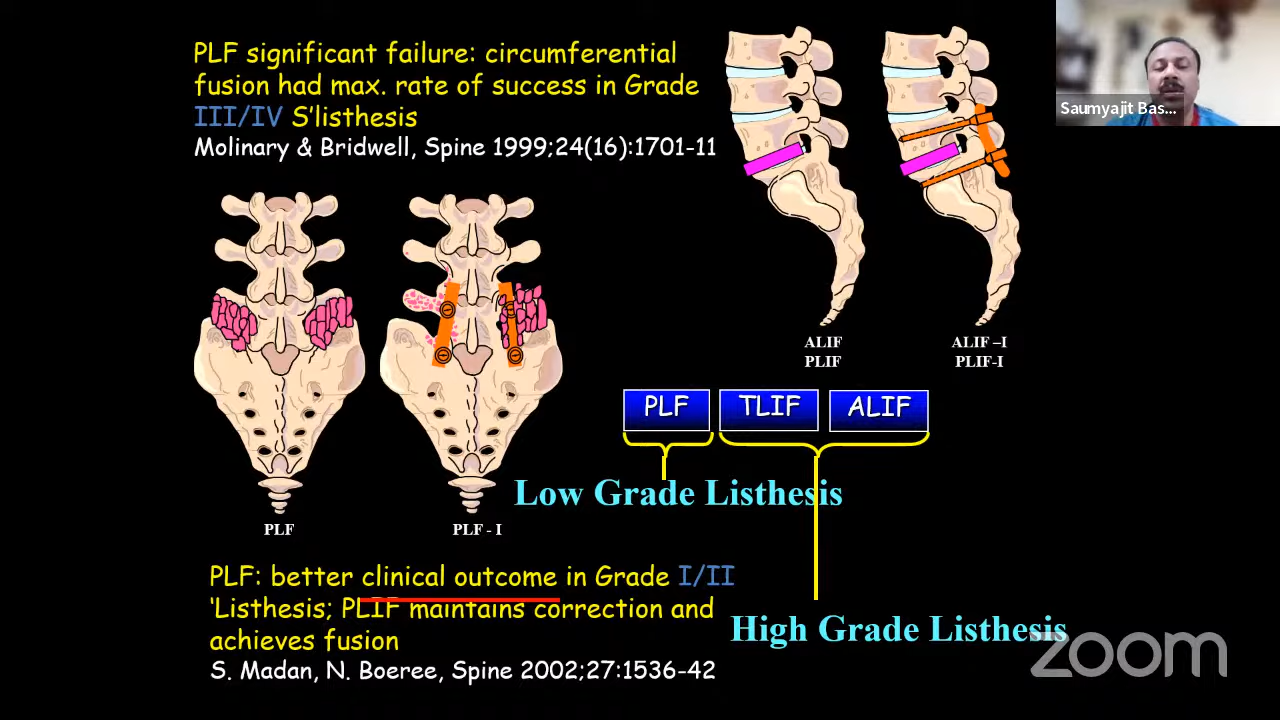 PLF significant failure: circumferential
fusion had max. rate of success in Grade
III/IV S'listhesis
Molinary & Bridwell, Spine 1999;24(16):1701-11
Saumyajit Bas...
ALIF
PLIF
ALIF –I
PLIF-I
PLF
TLIF
ALIF
Low Grade Listhesis
PLF
PLF - I
PLF: better clinical outcome in Grade I/II
'Listhesis; PLIF maintains correction and
achieves fusion
S. Madan, N. Boeree, Spine 2002;27:1536-42
High Grade Listhesis
zoom